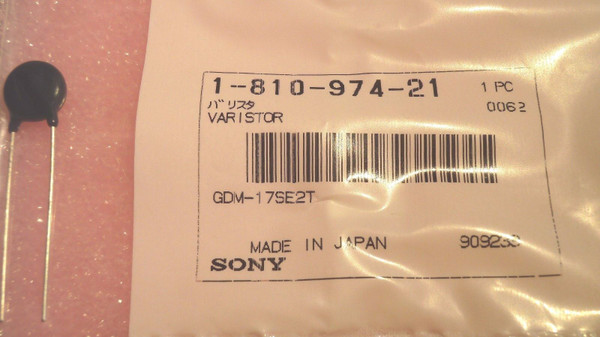 1-810-974-21 1 PC
バリスタ 0062
VARISTOR
GDM-17SE2T
MADE IN JAPAN
SONY